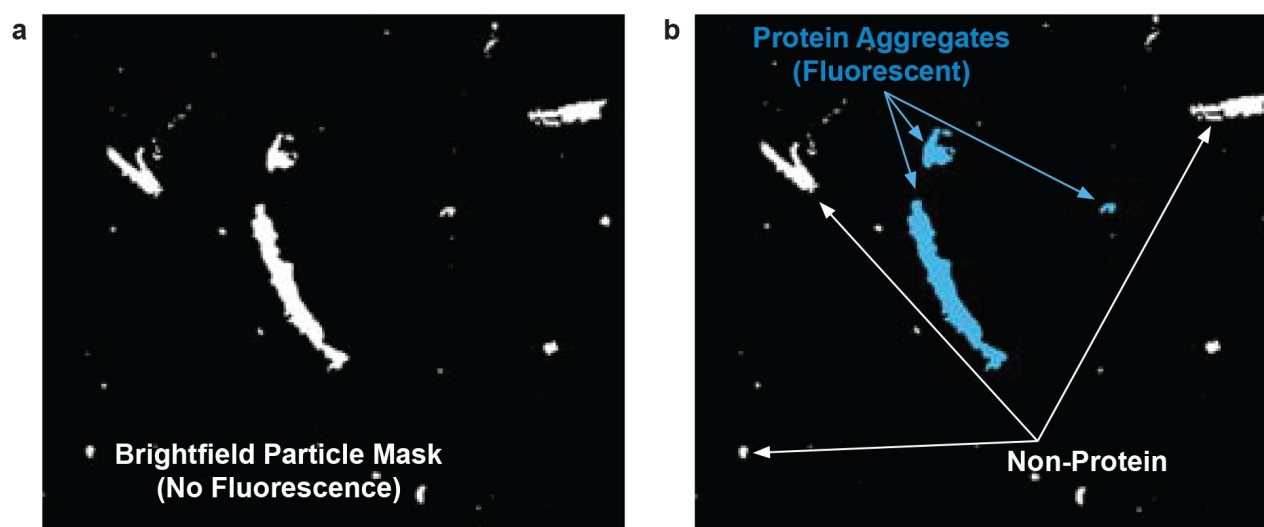 a
Brightfield Particle Mask
(No Fluorescence)
b
Protein Aggregates
(Fluorescent)
Non-Protein